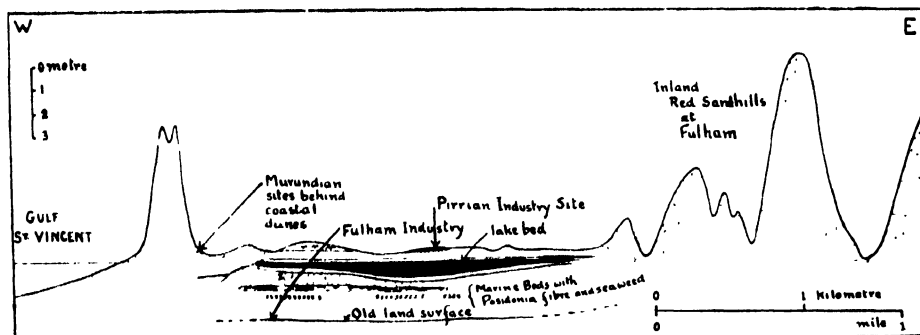 W
E
0 metre
1
2
3
Inland
Red Sandhills
at
Fulham
Murundian
sites behind
coastal
dunes
Pirrian Industry Site
GULF
ST VINCENT
Fulham Industry
lake bed
Marine Beds with
Posidonia fibre and seaweed
Old land surface
0
1
Kilometre
mile
0
1